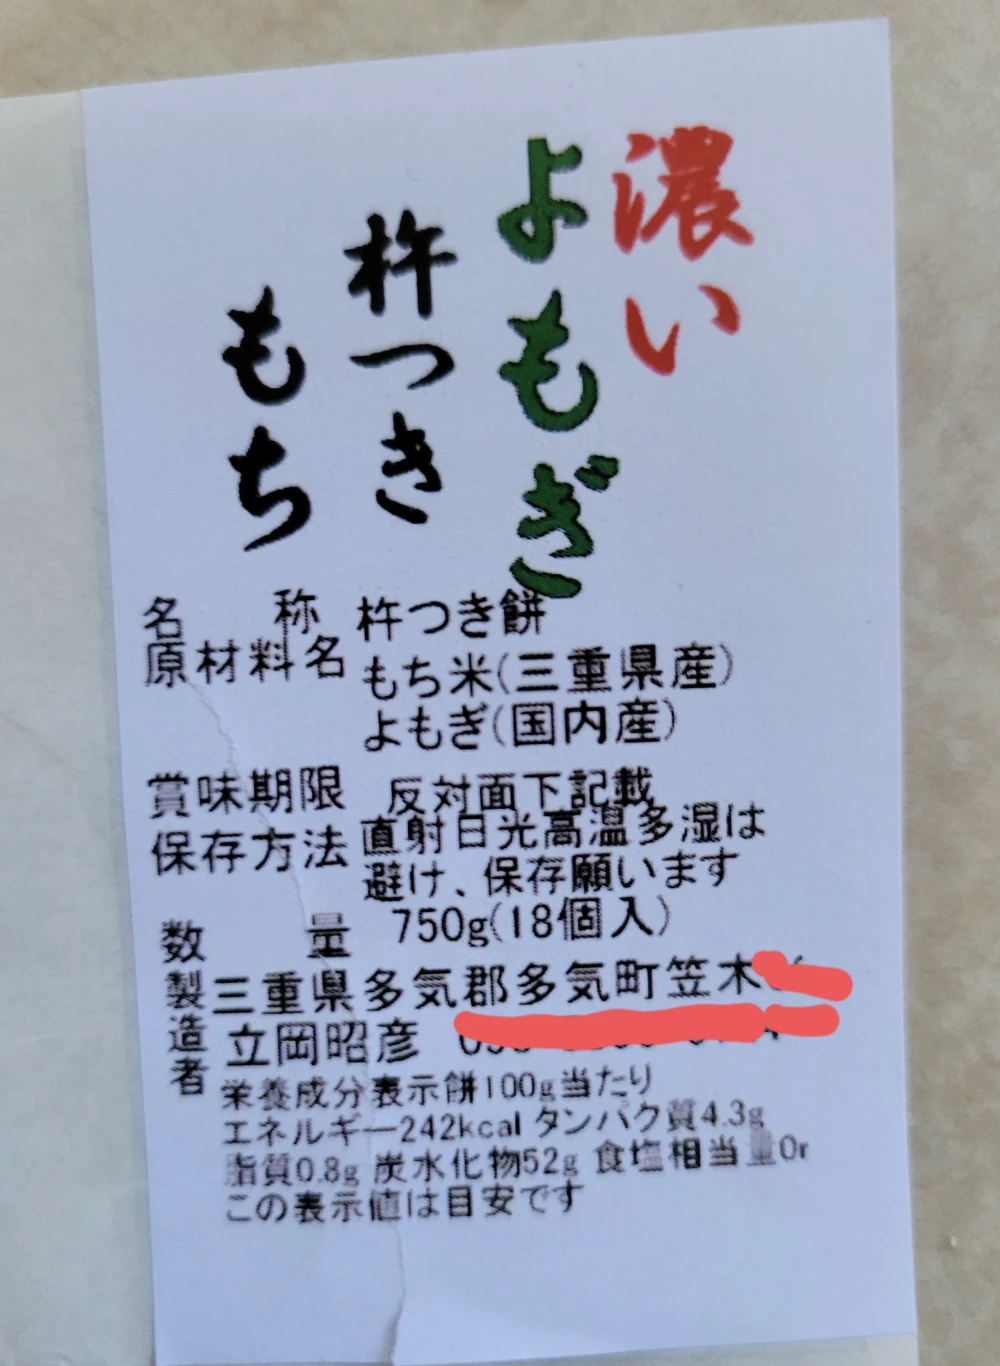 濃い
よもぎ
杵つき
もち
名称 杵つき餅
原材料名 もち米(三重県産)
よもぎ(国内産)
賞味期限 反対面下記載
保存方法 直射日光高温多湿は
避け、保存願います
数量 750g(18個入)
製造者 三重県多気郡多気町笠木
立岡昭彦
栄養成分表示餅100g当たり
エネルギー242kcal タンパク質4.3g
脂質0.8g 炭水化物52g 食塩相当量0
この表示値は目安です